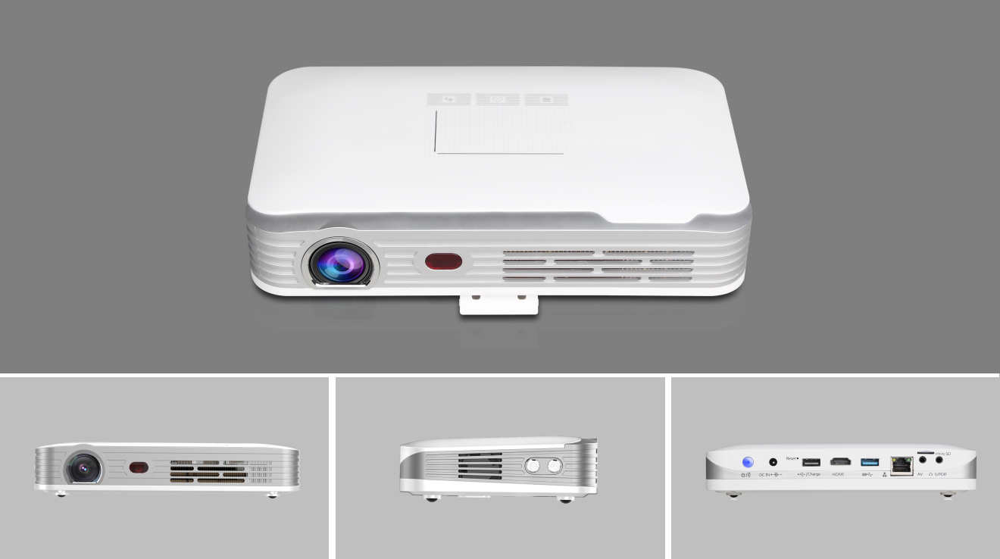 Reset
micro SD
DC IN
/Charge
HDMI
AV
S/PDIF